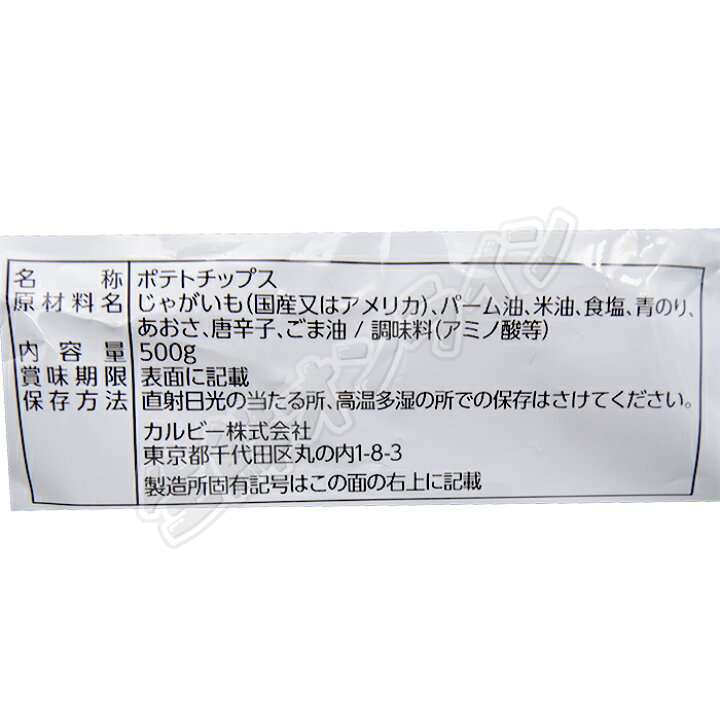 名称 ポテトチップス
原材料名 じゃがいも(国産又はアメリカ)、パーム油、米油、食塩、青のり、
あおさ、唐辛子、ごま油 / 調味料(アミノ酸等)
内容量 500g
賞味期限 表面に記載
保存方法 直射日光の当たる所、高温多湿の所での保存はさけてください。
カルビー株式会社
東京都千代田区丸の内1-8-3
製造所固有記号はこの面の右上に記載